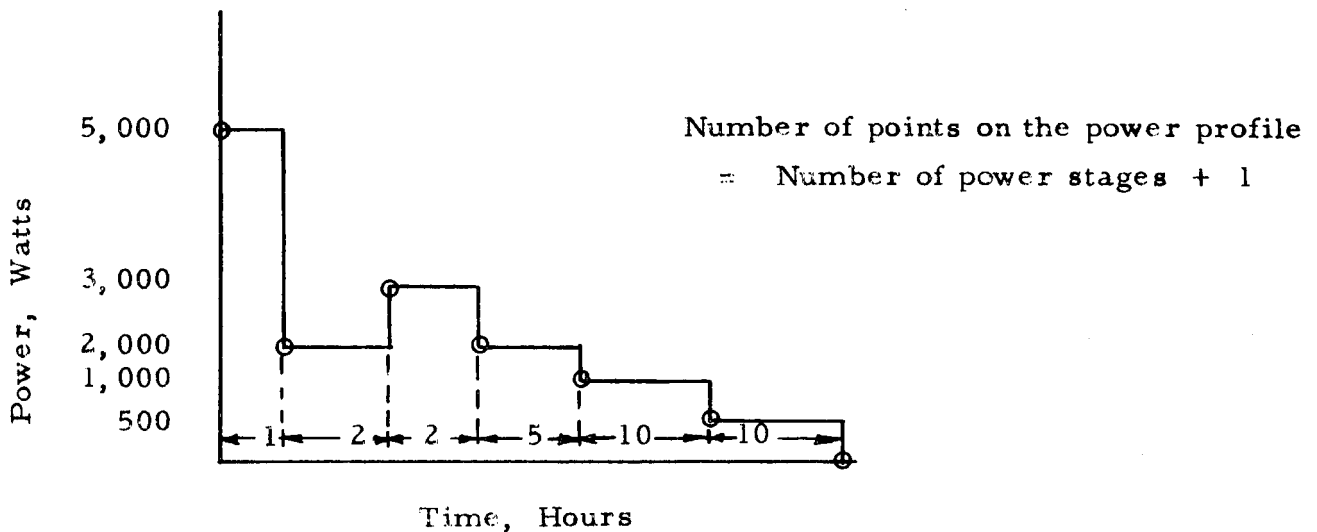 5,000
3,000
2,000
1,000
500
Power, Watts
Number of points on the power profile
= Number of power stages + 1
1 2 2 5 10 10
Time, Hours